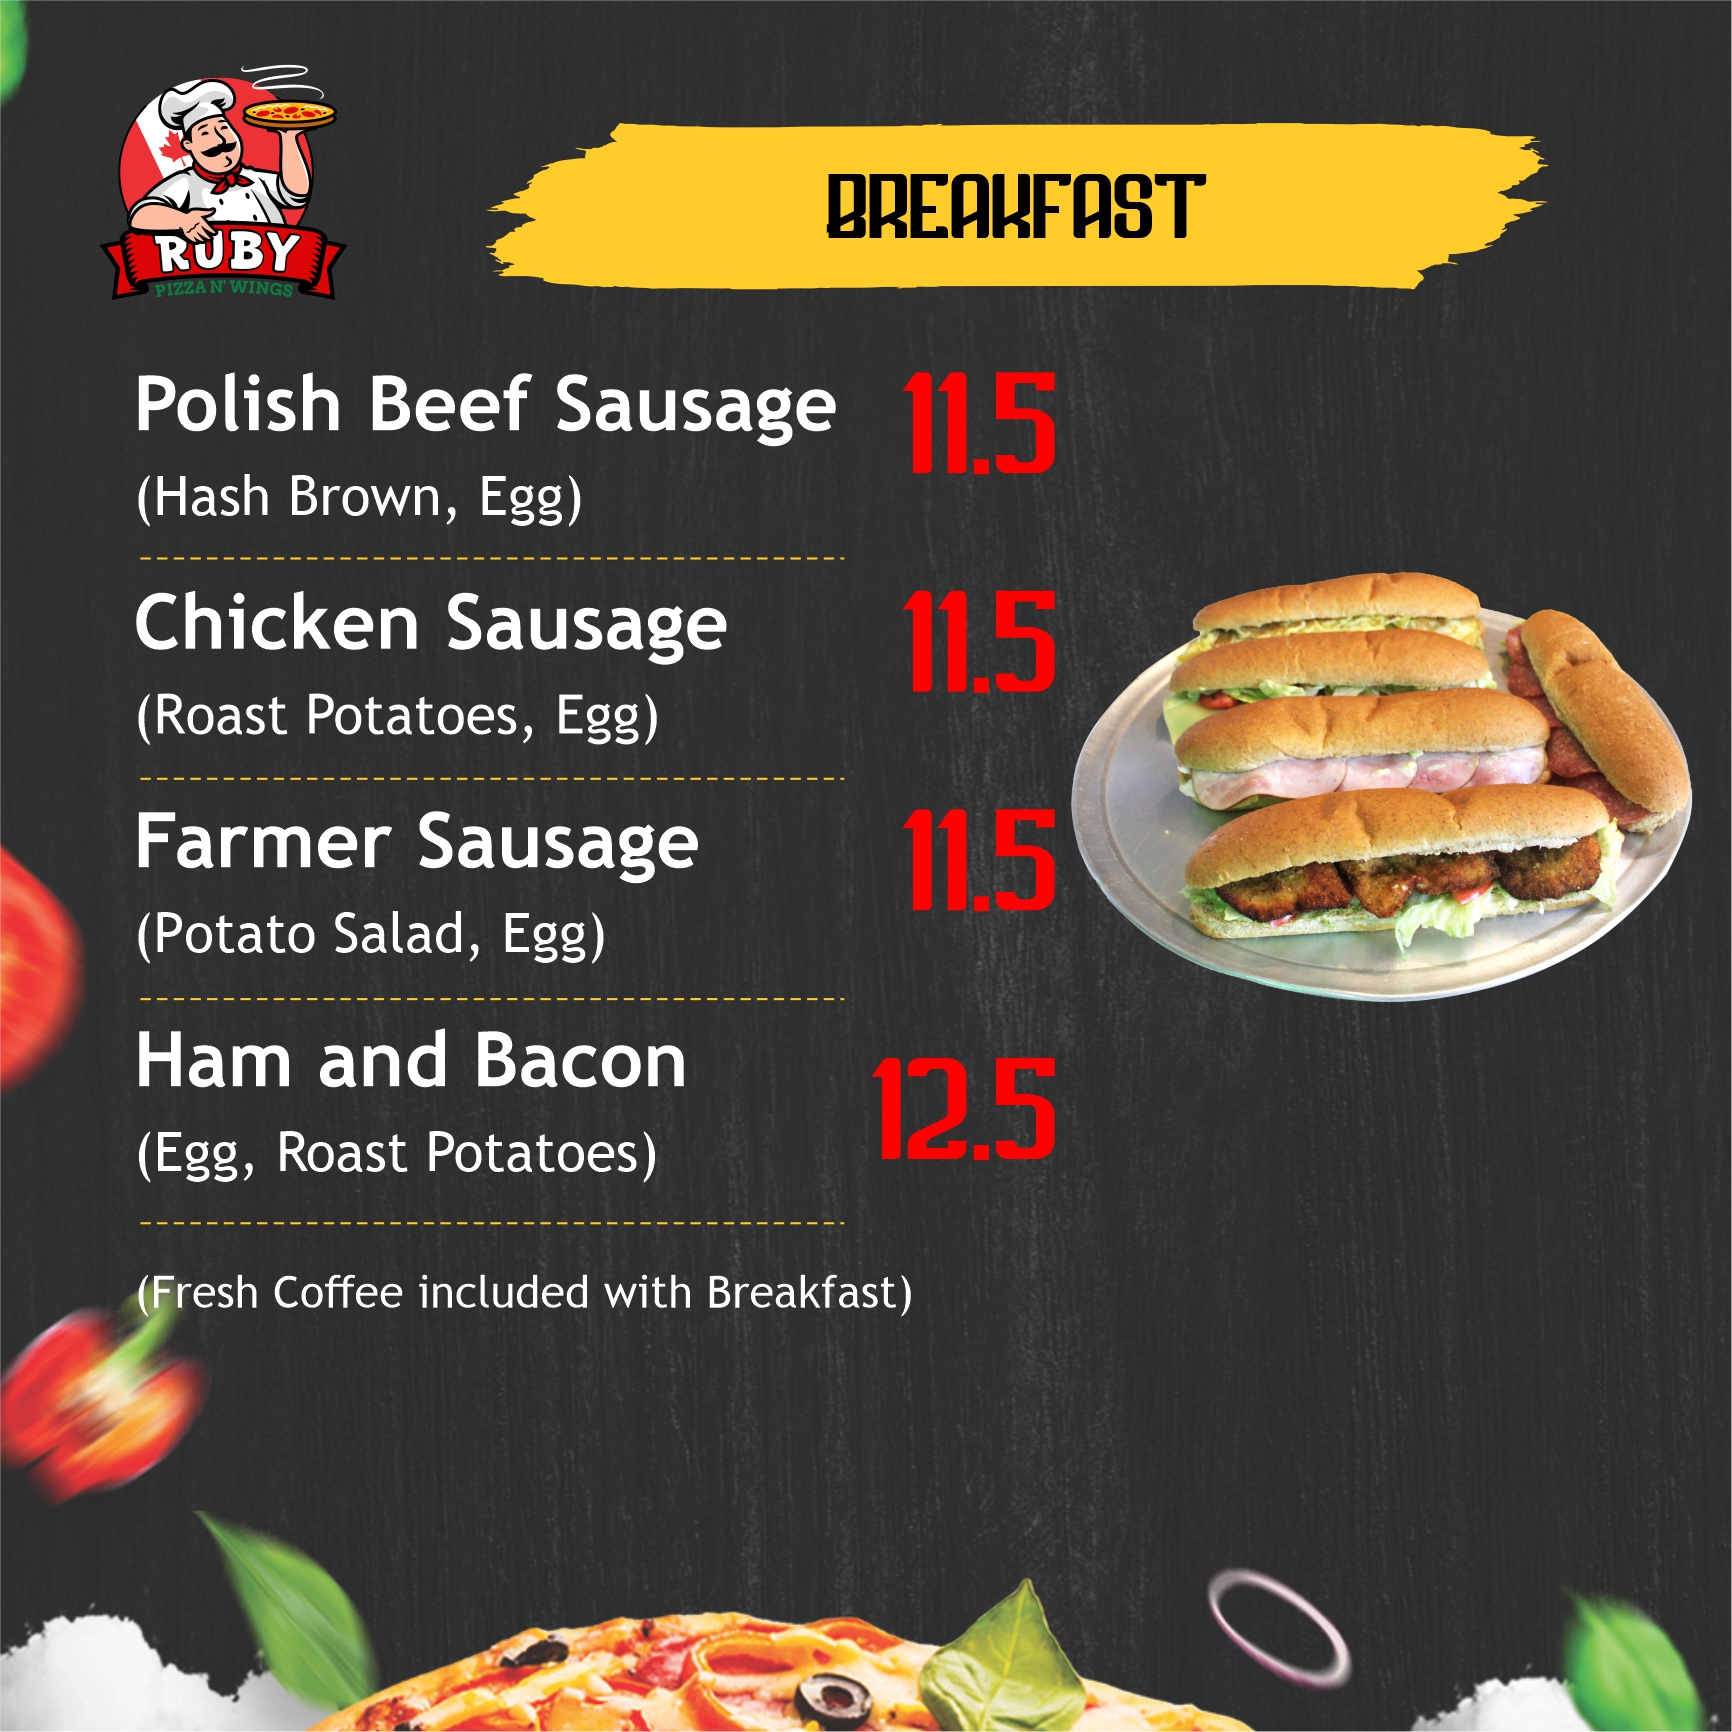 RUBY
PIZZA N' WINGS
BREAKFAST
Polish Beef Sausage 11.5
(Hash Brown, Egg)
Chicken Sausage 11.5
(Roast Potatoes, Egg)
Farmer Sausage 11.5
(Potato Salad, Egg)
Ham and Bacon 12.5
(Egg, Roast Potatoes)
(Fresh Coffee included with Breakfast)